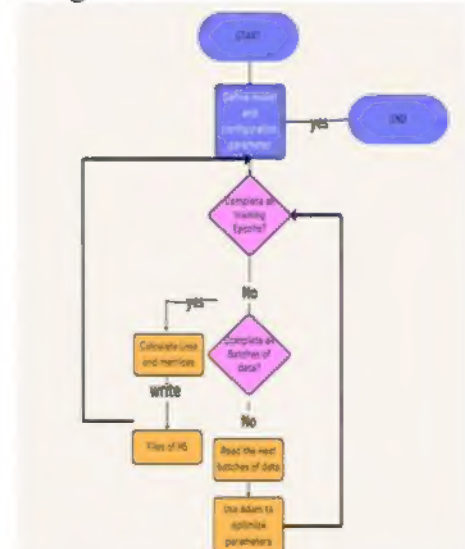 START
Define model
and
configuration
parameter
yes
END
Complete all
training
Epochs?
No
yes
Calculate Loss
and matrices
Complete all
Batches of
data?
write
No
Files of H5
Read the next
batches of data
Use Adam to
optimize
parameters